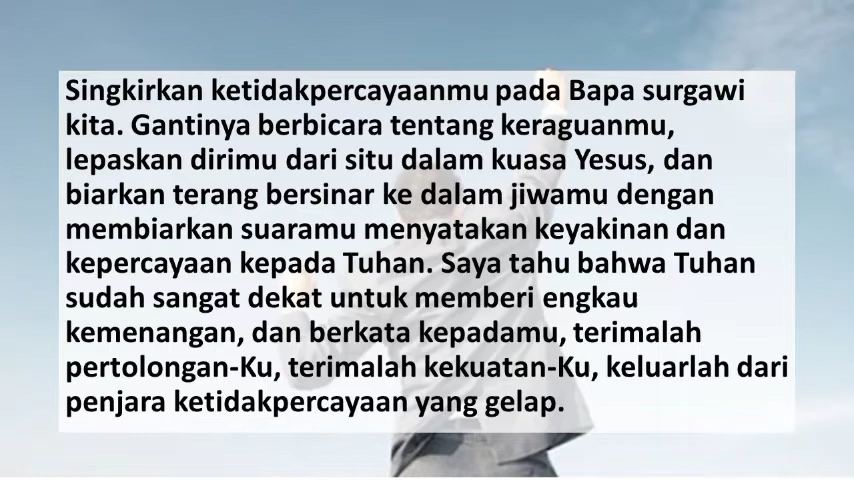 Singkirkan ketidakpercayaanmu pada Bapa surgawi
kita. Gantinya berbicara tentang keraguanmu,
lepaskan dirimu dari situ dalam kuasa Yesus, dan
biarkan terang bersinar ke dalam jiwamu dengan
membiarkan suaramu menyatakan keyakinan dan
kepercayaan kepada Tuhan. Saya tahu bahwa Tuhan
sudah sangat dekat untuk memberi engkau
kemenangan, dan berkata kepadamu, terimalah
pertolongan-Ku, terimalah kekuatan-Ku, keluarlah dari
penjara ketidakpercayaan yang gelap.